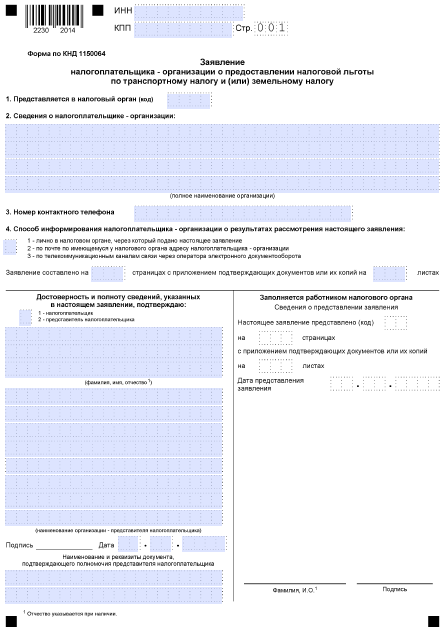 ИНН
2230 2014
КПП Стр. 001
Форма по КНД 1150064
Заявление
налогоплательщика - организации о предоставлении налоговой льготы
по транспортному налогу и (или) земельному налогу
1. Представляется в налоговый орган (код)
2. Сведения о налогоплательщике - организации:
(полное наименование организации)
3. Номер контактного телефона
4. Способ информирования налогоплательщика - организации о результатах рассмотрения настоящего заявления:
1 - лично в налоговом органе, через который подано настоящее заявление
2 - по почте по имеющемуся у налогового органа адресу налогоплательщика - организации
3 - по телекоммуникационным каналам связи через оператора электронного документооборота
Заявление составлено на страницах с приложением подтверждающих документов или их копий на листах
Достоверность и полноту сведений, указанных
в настоящем заявлении, подтверждаю:
1 - налогоплательщик
2 - представитель налогоплательщика
(фамилия, имя, отчество ¹)
(наименование организации - представителя налогоплательщика)
Подпись Дата . .
Наименование и реквизиты документа,
подтверждающего полномочия представителя налогоплательщика
Заполняется работником налогового органа
Сведения о представлении заявления
Настоящее заявление представлено (код)
на страницах
с приложением подтверждающих документов или их копий
на листах
Дата представления
заявления . .
Фамилия, И.О.¹ Подпись
¹ Отчество указывается при наличии.